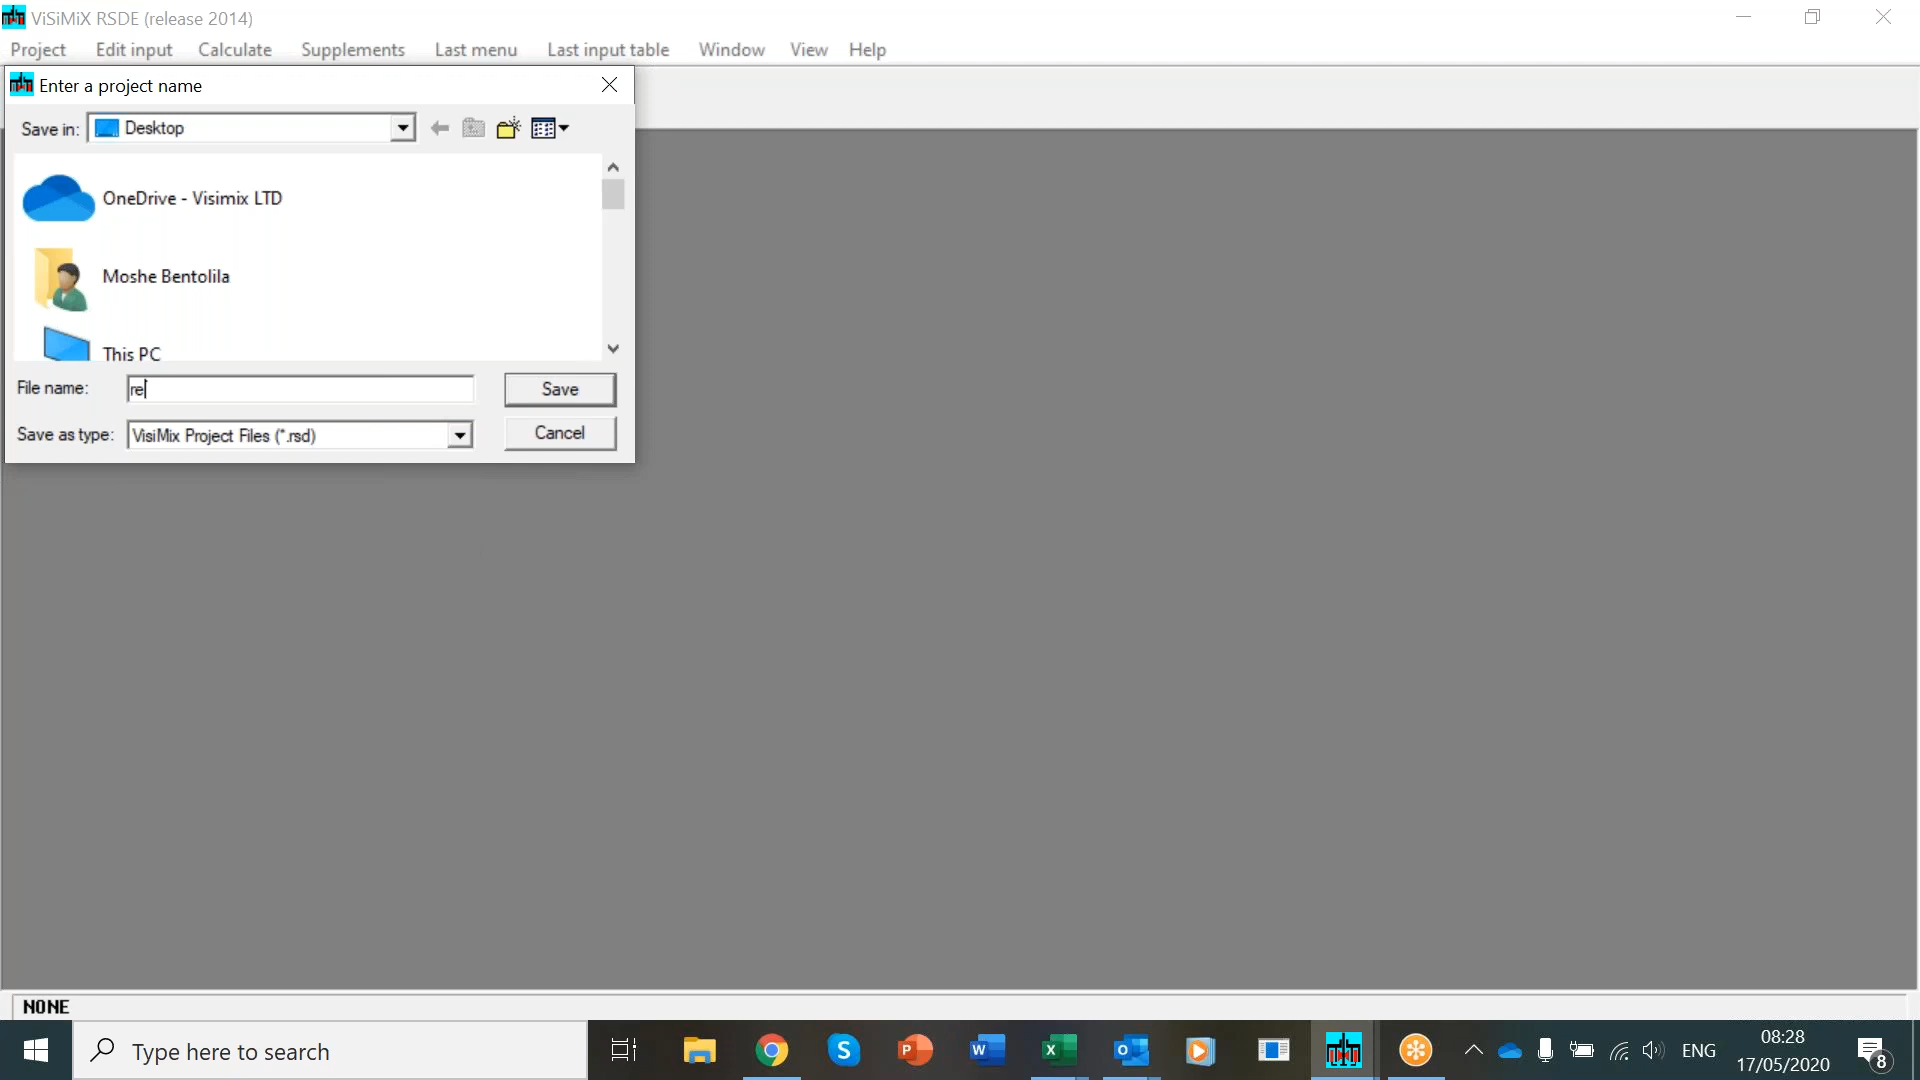 ViSiMiX RSDE (release 2014)
Project Edit input Calculate Supplements Last menu Last input table Window View Help
Enter a project name
Save in: Desktop
OneDrive - Visimix LTD
Moshe Bentolila
This PC
File name: re Save
Save as type: VisiMix Project Files (*.rsd) Cancel
NONE
Type here to search
ENG
08:28
17/05/2020
8